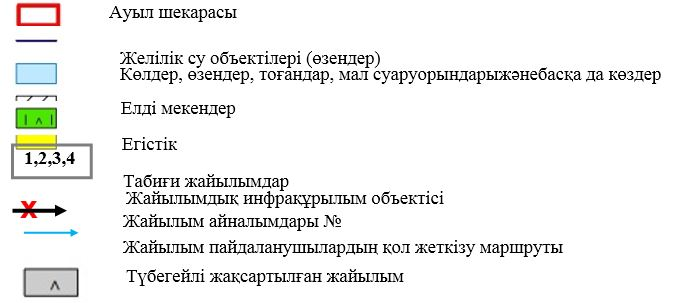 Ауыл шекарасы
Желілік су объектілері (өзендер)
Көлдер, өзендер, тоғандар, мал суаруорындарыжәнебасқа да көздер
Елді мекендер
Егістік
1,2,3,4
Табиғи жайылымдар
Жайылымдық инфрақұрылым объектісі
Жайылым айналымдары №
Жайылым пайдаланушылардың қол жеткізу маршруты
Түбегейлі жақсартылған жайылым